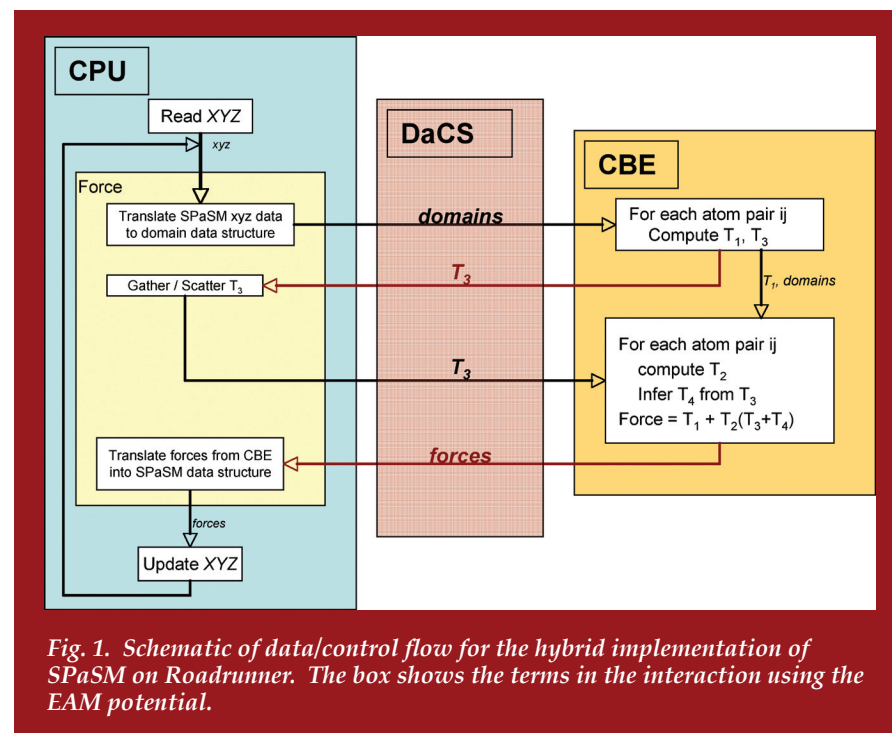 CPU
Read XYZ
xyz
Force
Translate SPaSM xyz data
to domain data structure
Gather / Scatter T₃
Translate forces from CBE
into SPaSM data structure
forces
Update XYZ
DaCS
domains
T₃
T₃
forces
CBE
For each atom pair ij
Compute T₁, T₃
T₁, domains
For each atom pair ij
compute T₂
Infer T₄ from T₃
Force = T₁ + T₂(T₃+T₄)
Fig. 1. Schematic of data/control flow for the hybrid implementation of
SPaSM on Roadrunner. The box shows the terms in the interaction using the
EAM potential.